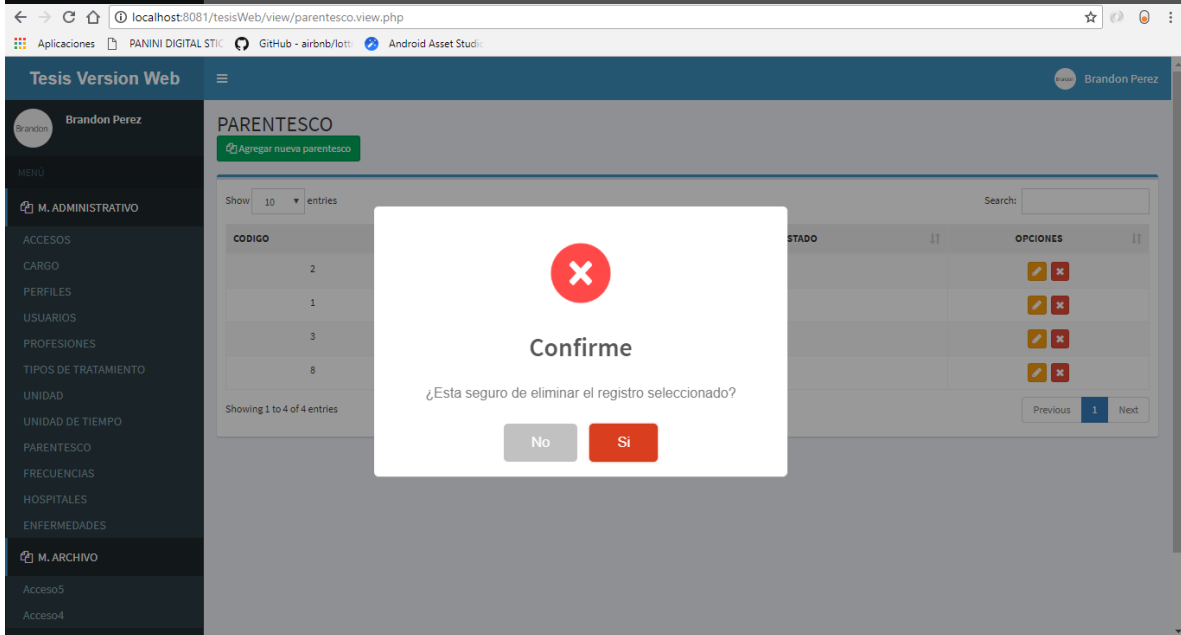 localhost:8081/tesisWeb/view/parentesco.view.php
Aplicaciones PANINI DIGITAL STIC GitHub - airbnb/lott Android Asset Studio
Tesis Version Web
Brandon Perez
Brandon
Brandon Perez
MENÚ
M. ADMINISTRATIVO
ACCESOS
CARGO
PERFILES
USUARIOS
PROFESIONES
TIPOS DE TRATAMIENTO
UNIDAD
UNIDAD DE TIEMPO
PARENTESCO
FRECUENCIAS
HOSPITALES
ENFERMEDADES
M. ARCHIVO
Acceso5
Acceso4
PARENTESCO
Agregar nueva parentesco
Show 10 entries
Search:
CODIGO STADO OPCIONES
2
1
3
8
Showing 1 to 4 of 4 entries
Previous 1 Next
Confirme
¿Esta seguro de eliminar el registro seleccionado?
No Si